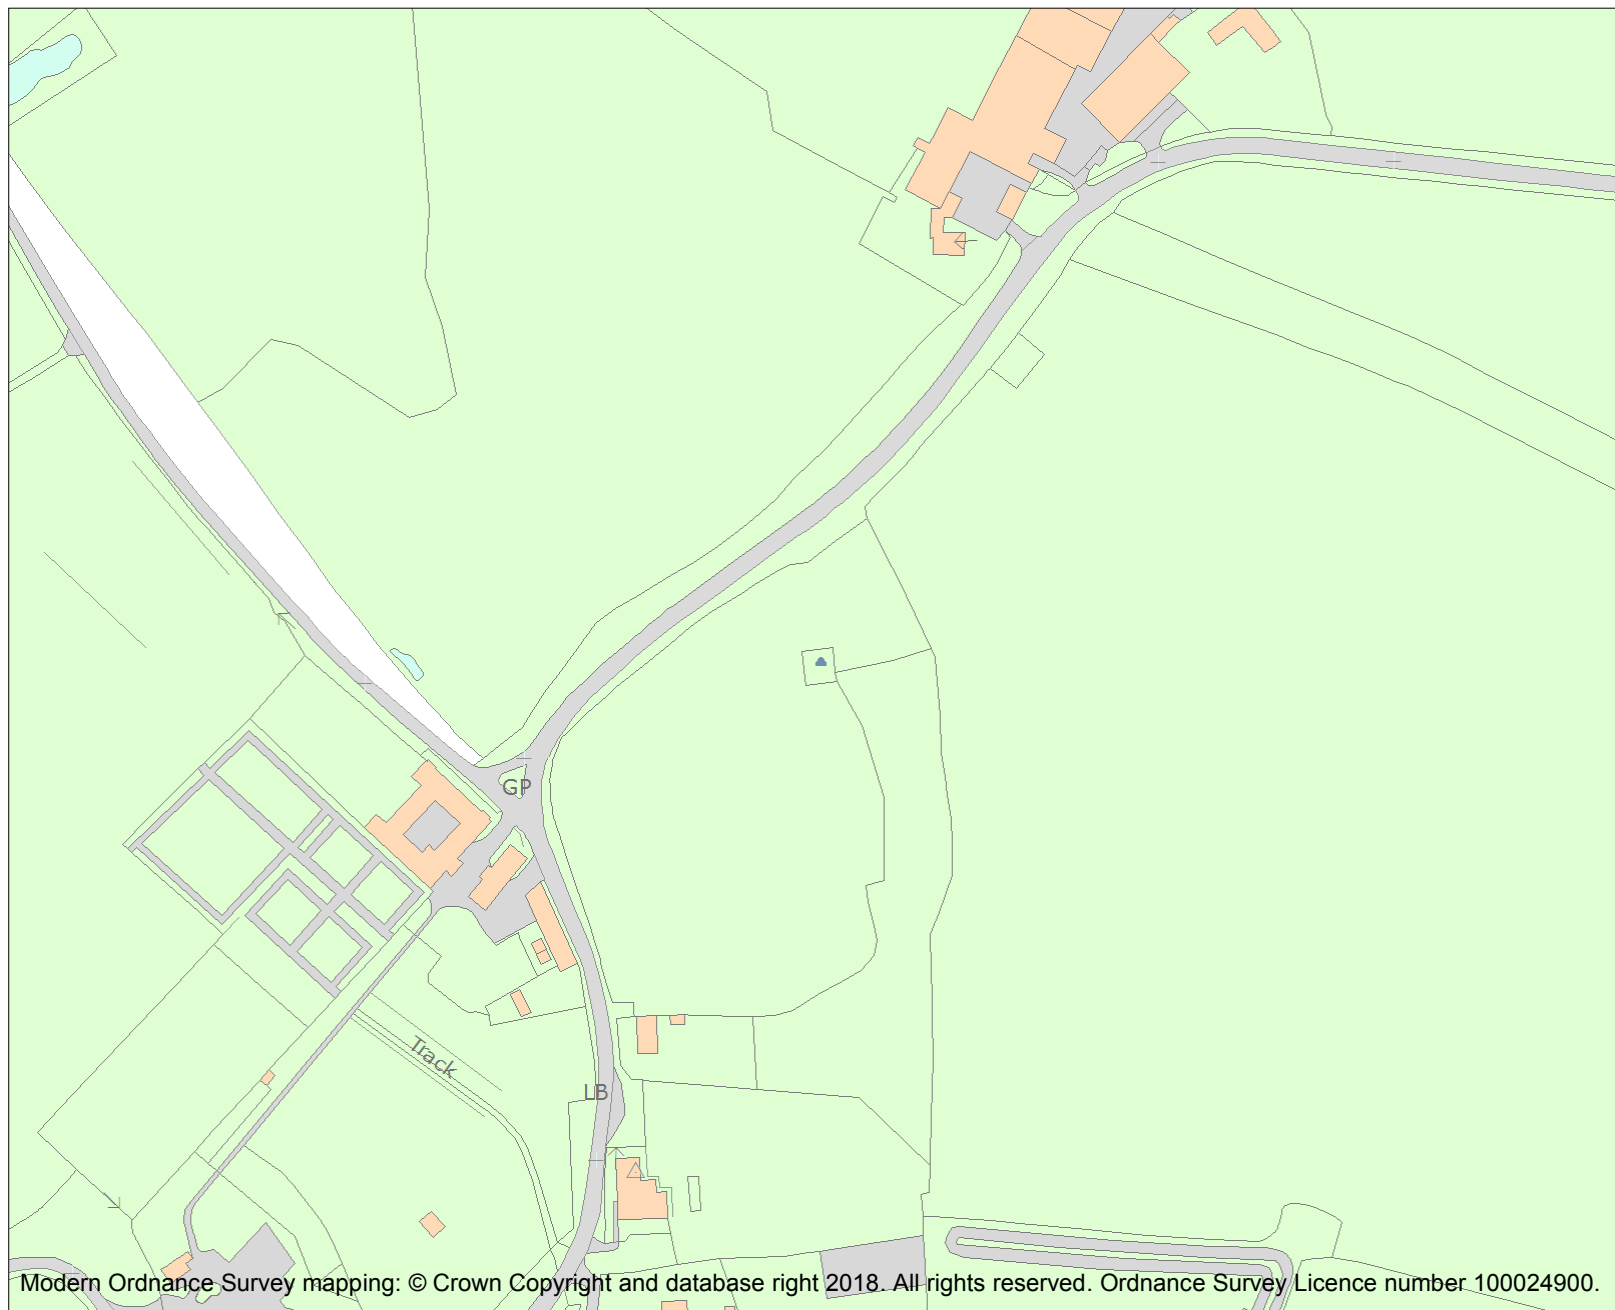 GP
Track
LB
Modern Ordnance Survey mapping: © Crown Copyright and database right 2018. All rights reserved. Ordnance Survey Licence number 100024900.